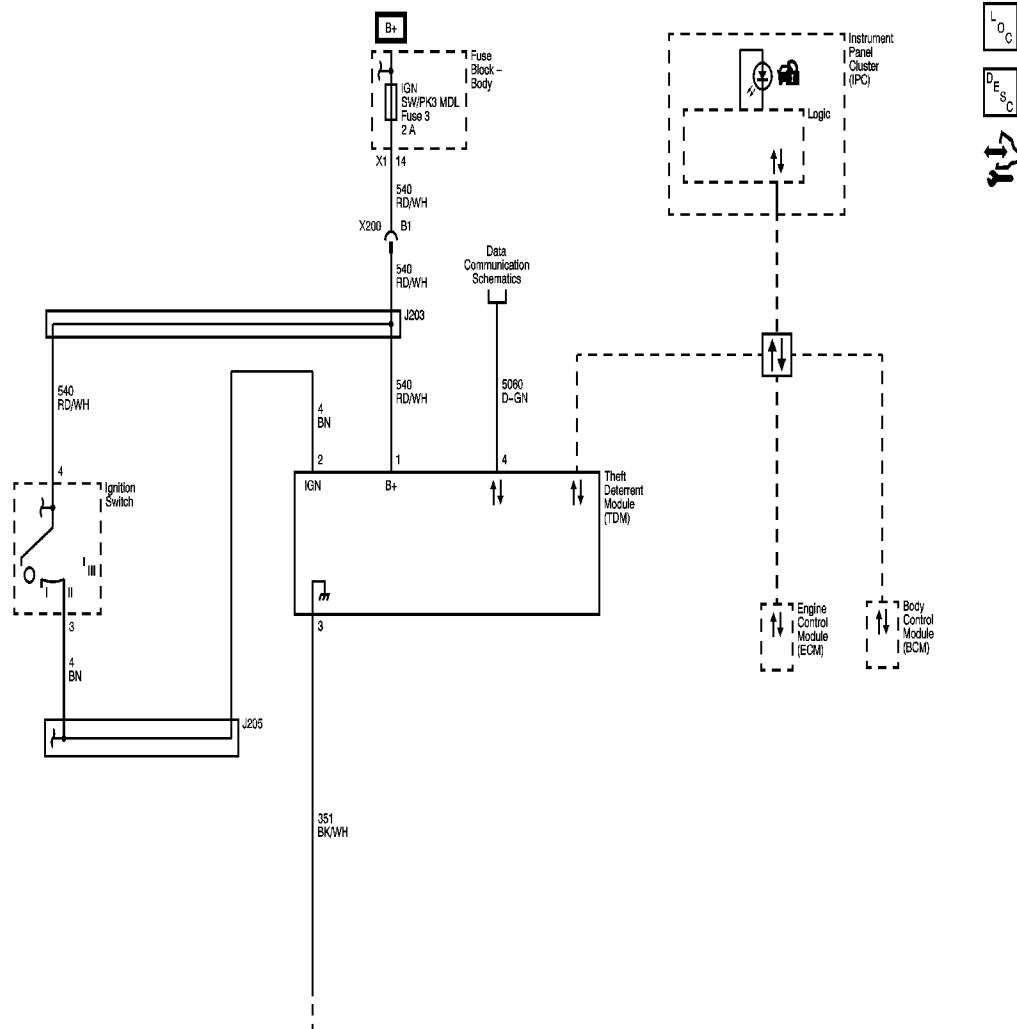 B+
Fuse
Block –
Body
IGN
SW/PK3 MDL
Fuse 3
2 A
X1 14
540
RD/WH
X200 B1
540
RD/WH
J203
540
RD/WH
4
BN
540
RD/WH
Data
Communication
Schematics
5060
D-GN
Instrument
Panel
Cluster
(IPC)
Logic
LOC
DESC
4
Ignition
Switch
I
II
III
3
4
BN
J205
2
1
4
IGN
B+
Theft
Deterrent
Module
(TDM)
3
351
BK/WH
Engine
Control
Module
(ECM)
Body
Control
Module
(BCM)